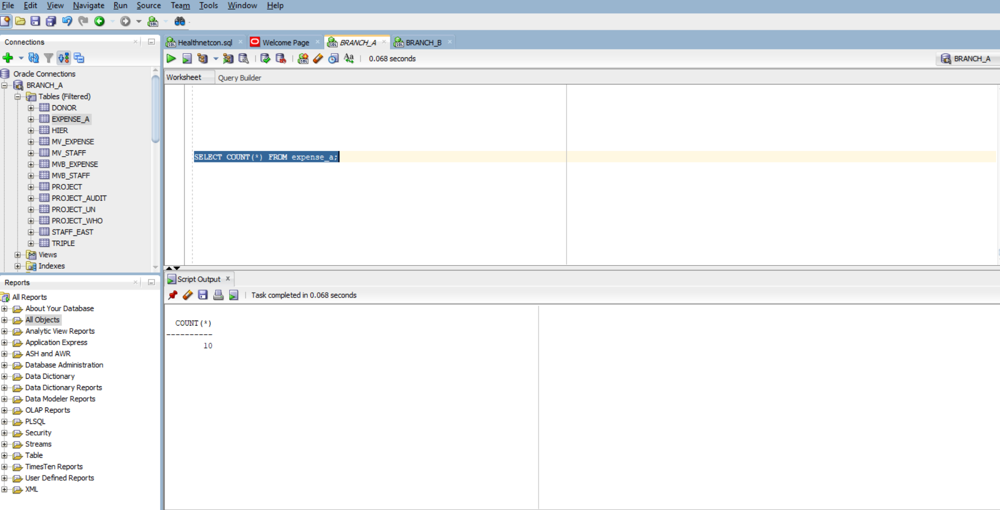 File Edit View Navigate Run Source Team Tools Window Help
Connections
Oracle Connections
BRANCH_A
Tables (Filtered)
DONOR
EXPENSE_A
HIER
MV_EXPENSE
MV_STAFF
MVB_EXPENSE
MVB_STAFF
PROJECT
PROJECT_AUDIT
PROJECT_UN
PROJECT_WHO
STAFF_EAST
TRIPLE
Views
Indexes
Reports
All Reports
About Your Database
All Objects
Analytic View Reports
Application Express
ASH and AWR
Database Administration
Data Dictionary
Data Dictionary Reports
Data Modeler Reports
OLAP Reports
PLSQL
Security
Streams
Table
TimesTen Reports
User Defined Reports
XML
Healthnetcon.sql Welcome Page BRANCH_A BRANCH_B
0.068 seconds BRANCH_A
Worksheet Query Builder
SELECT COUNT(*) FROM expense_a;
Script Output x
Task completed in 0.068 seconds
COUNT(*)
----------
10